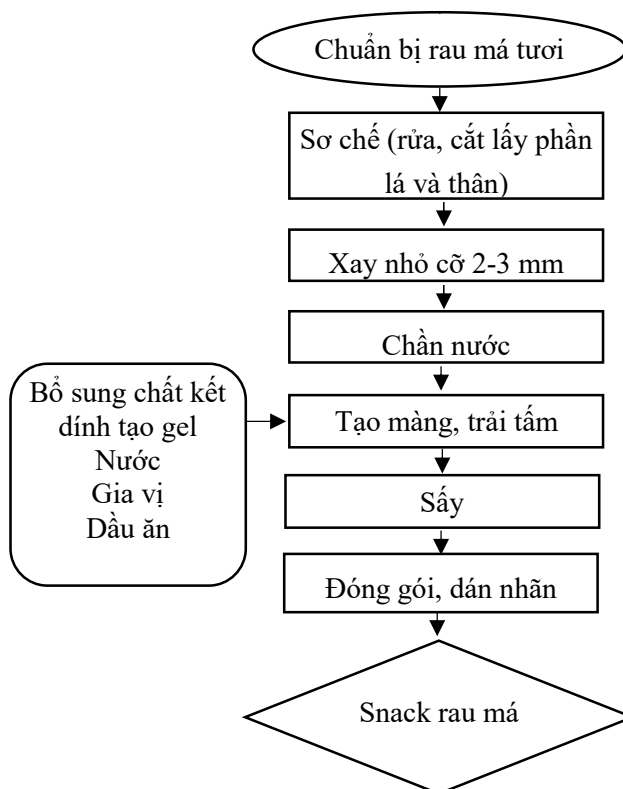 Chuẩn bị rau má tươi
Sơ chế (rửa, cắt lấy phần
lá và thân)
Xay nhỏ cỡ 2-3 mm
Chần nước
Bổ sung chất kết
dính tạo gel
Nước
Gia vị
Dầu ăn
Tạo màng, trải tấm
Sấy
Đóng gói, dán nhãn
Snack rau má